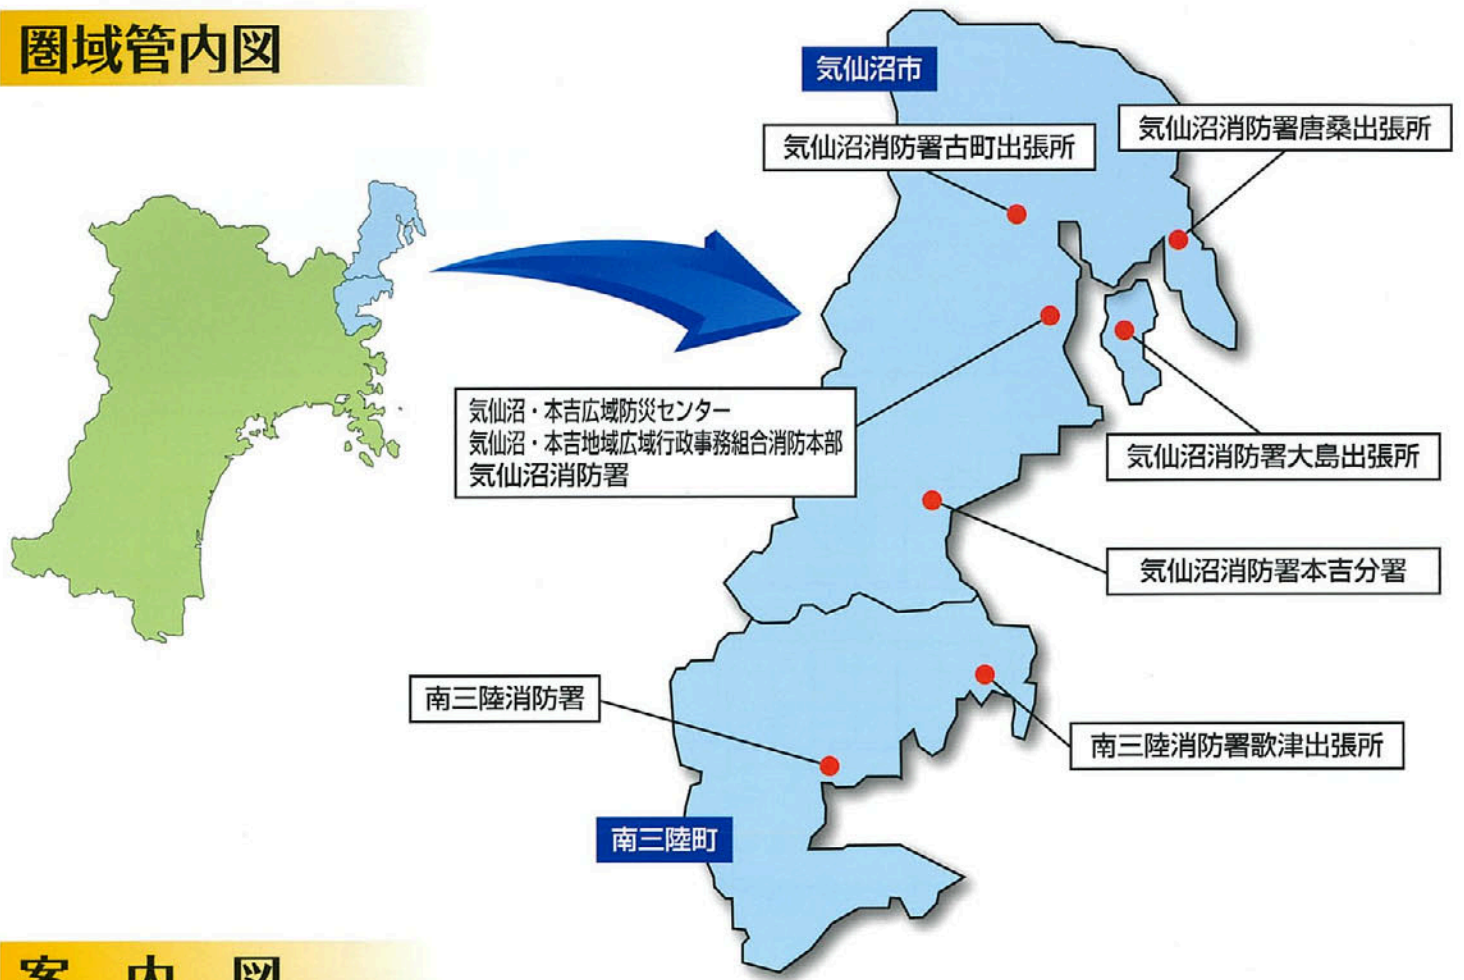 圏域管内図
気仙沼市
気仙沼消防署唐桑出張所
気仙沼消防署古町出張所
気仙沼・本吉広域防災センター
気仙沼・本吉地域広域行政事務組合消防本部
気仙沼消防署
気仙沼消防署大島出張所
気仙沼消防署本吉分署
南三陸消防署
南三陸消防署歌津出張所
南三陸町
案内図